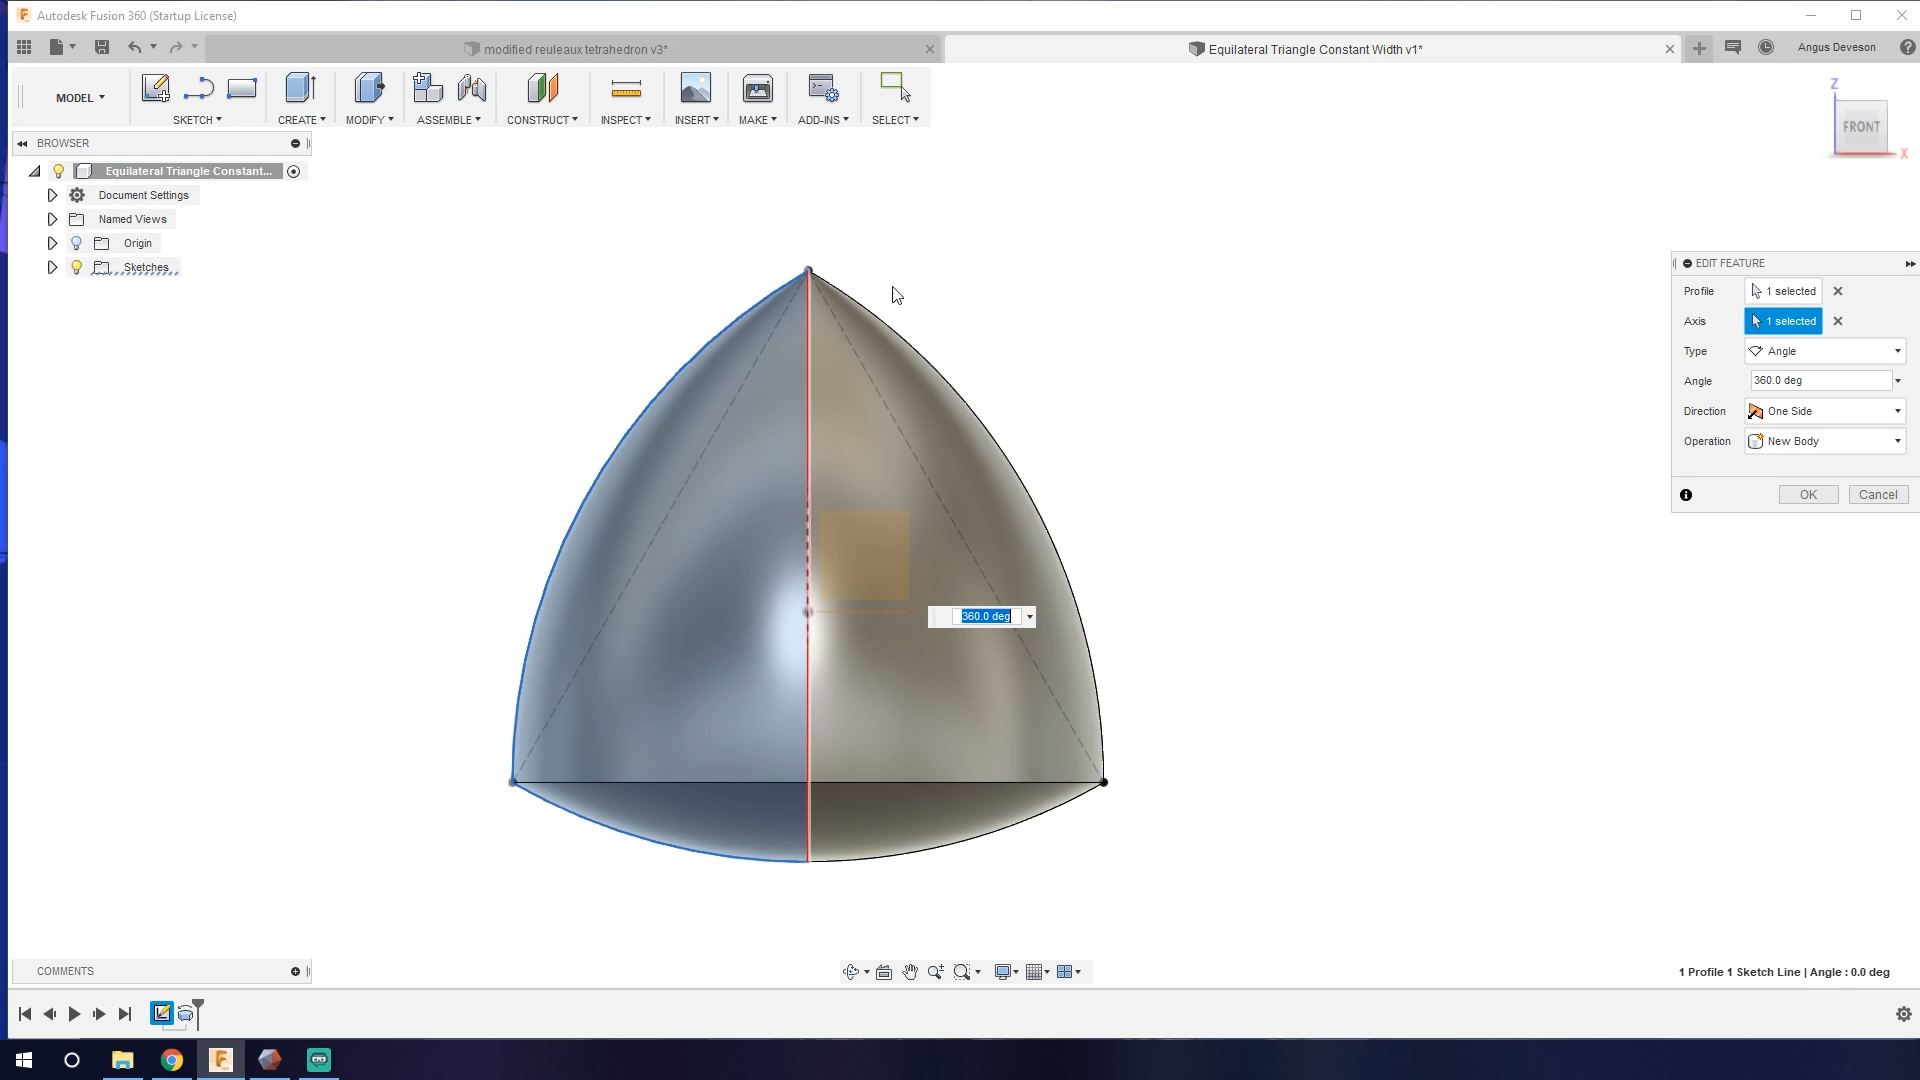 Autodesk Fusion 360 (Startup License)
modified reuleaux tetrahedron v3*
Equilateral Triangle Constant Width v1*
Angus Deveson
MODEL
SKETCH
CREATE
MODIFY
ASSEMBLE
CONSTRUCT
INSPECT
INSERT
MAKE
ADD-INS
SELECT
Z
FRONT
X
BROWSER
Equilateral Triangle Constant...
Document Settings
Named Views
Origin
Sketches
EDIT FEATURE
Profile 1 selected
Axis 1 selected
Type Angle
Angle 360.0 deg
Direction One Side
Operation New Body
OK Cancel
360.0 deg
COMMENTS
1 Profile 1 Sketch Line | Angle : 0.0 deg